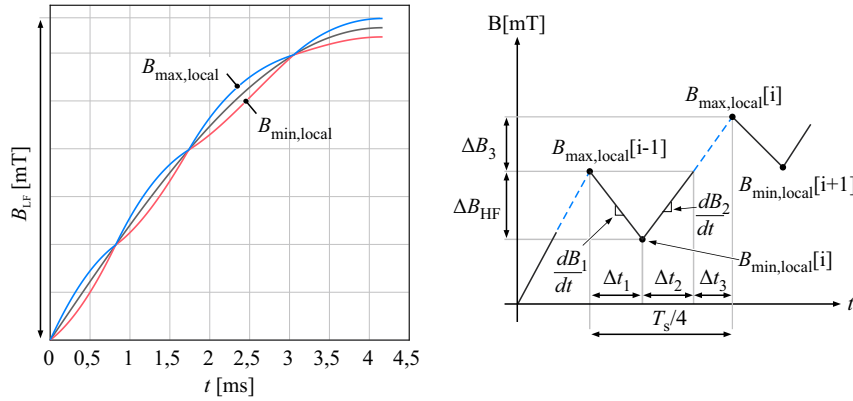 B_LF [mT]
B_max,local
B_min,local
0 0,5 1 1,5 2 2,5 3 3,5 4 4,5
t [ms]
B[mT]
B_max,local[i]
ΔB_3
B_max,local[i-1]
B_min,local[i+1]
ΔB_HF
dB_2
dt
dB_1
dt
B_min,local[i]
Δt_1 Δt_2 Δt_3
t
T_s/4